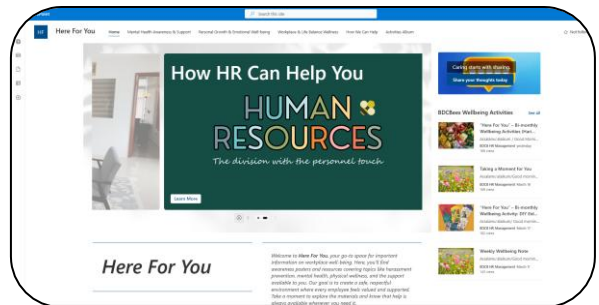 Search this site
HF
Here For You
Home
Mental Health Awareness & Support
Personal Growth & Emotional Well-being
Workplace & Life Balance Wellness
How We Can Help
Activities Album
How HR Can Help You
HUMAN
RESOURCES
The division with the personnel touch
Learn More
Caring starts with sharing.
Share your thoughts today
BDCBees Wellbeing Activities
See all
"Here For You" – Bi-monthly
Wellbeing Activities (Mar...
BDCB HR Management yesterday
Taking a Moment for You
BDCB HR Management March
"Here For You" – Bi-monthly
Wellbeing Activity: DIY Del...
BDCB HR Management March
Weekly Wellbeing Note
BDCB HR Management March
Here For You
Welcome to Here For You, your go-to space for important
information on workplace well-being. Here, you'll find
awareness posters and resources covering topics like harassment
prevention, mental health, physical wellness, and the support
available to you. Our goal is to create a safe, respectful
environment where every employee feels valued and supported.
Take a moment to explore the materials and know that help is
always available whenever you need it.